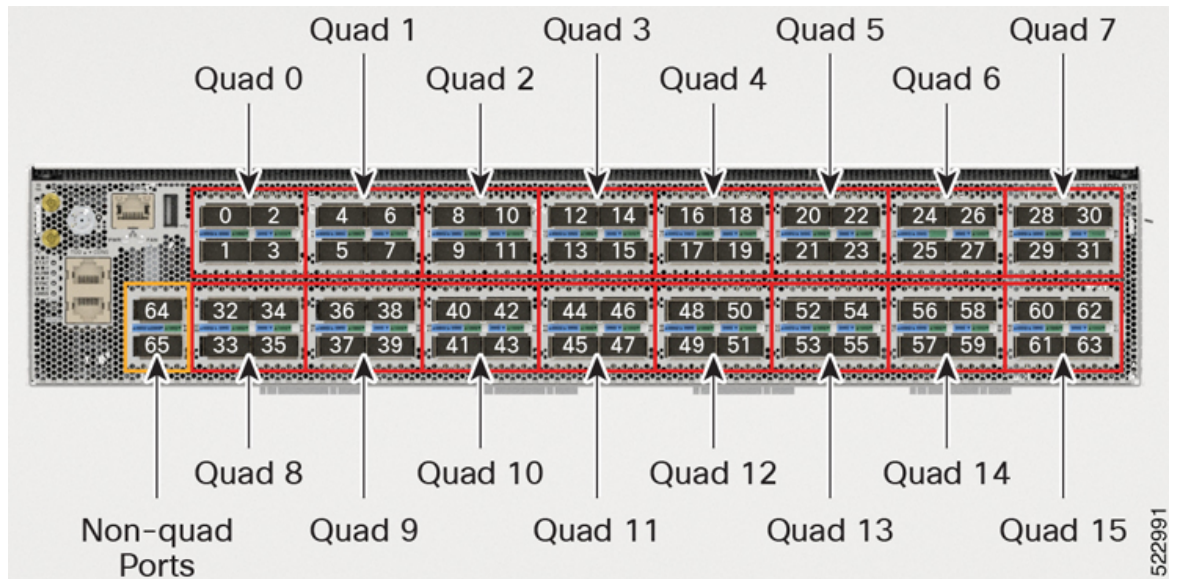 Quad 1 Quad 3 Quad 5 Quad 7
Quad 0 Quad 2 Quad 4 Quad 6
0 2 4 6 8 10 12 14 16 18 20 22 24 26 28 30
1 3 5 7 9 11 13 15 17 19 21 23 25 27 29 31
64 32 34 36 38 40 42 44 46 48 50 52 54 56 58 60 62
65 33 35 37 39 41 43 45 47 49 51 53 55 57 59 61 63
Quad 8 Quad 10 Quad 12 Quad 14
Non-quad Quad 9 Quad 11 Quad 13 Quad 15
Ports
522991